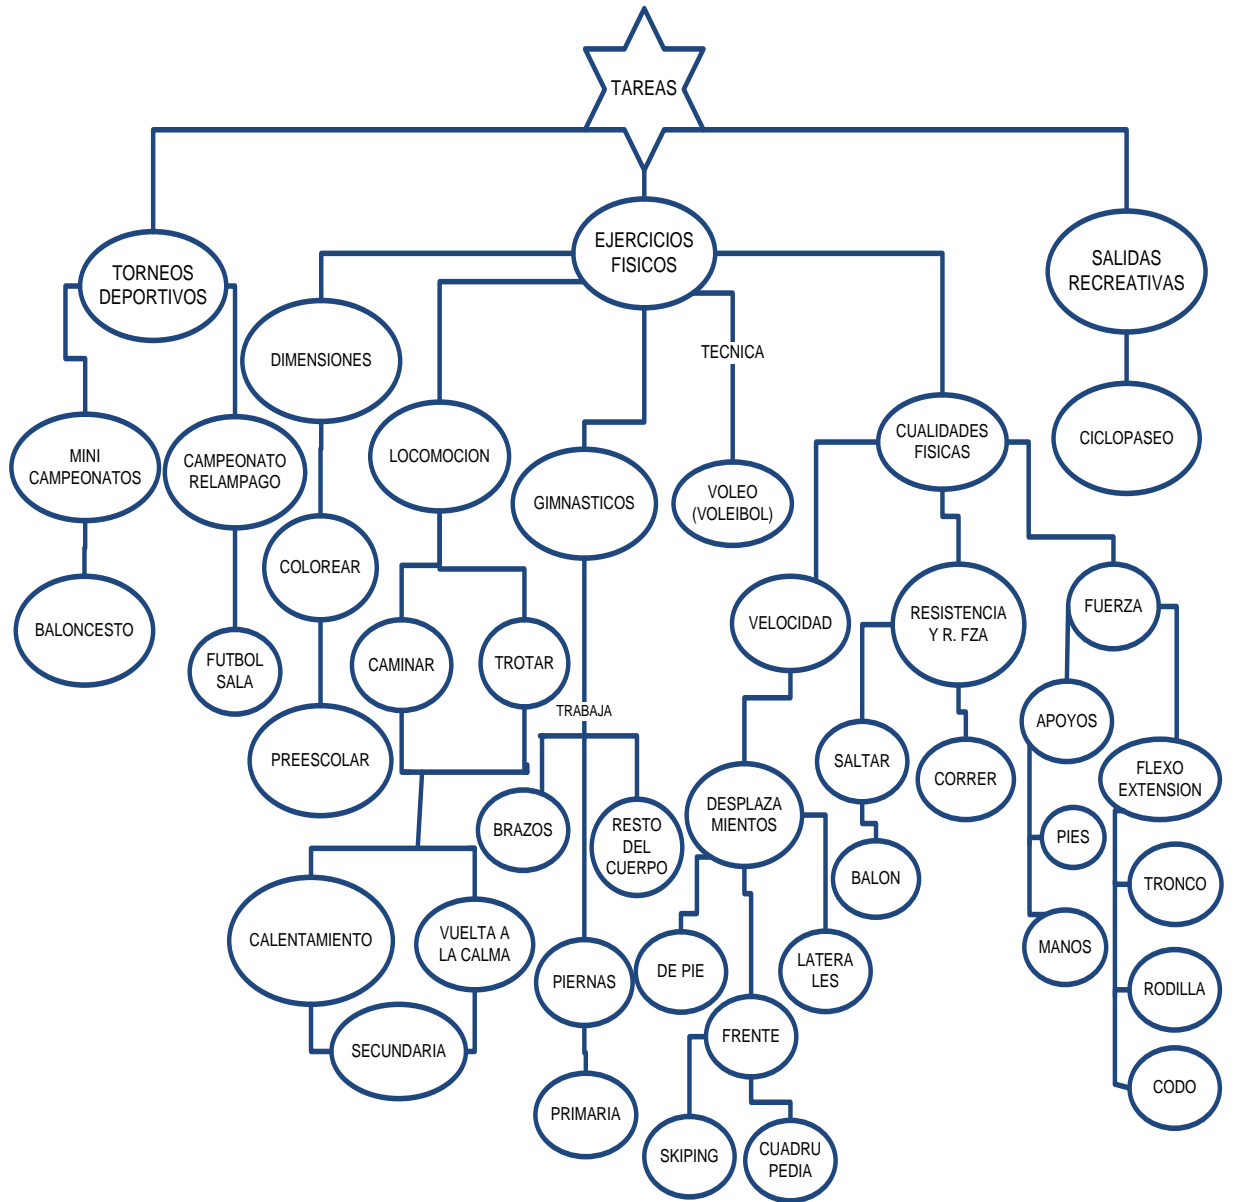 TAREAS
EJERCICIOS
FISICOS
TORNEOS
DEPORTIVOS
SALIDAS
RECREATIVAS
DIMENSIONES
TECNICA
LOCOMOCION
CUALIDADES
FISICAS
CICLOPASEO
MINI
CAMPEONATOS
CAMPEONATO
RELAMPAGO
GIMNASTICOS
VOLEO
(VOLEIBOL)
COLOREAR
BALONCESTO
FUTBOL
SALA
CAMINAR
TROTAR
VELOCIDAD
RESISTENCIA
Y R. FZA
FUERZA
TRABAJA
PREESCOLAR
APOYOS
SALTAR
CORRER
FLEXO
EXTENSION
BRAZOS
RESTO
DEL
CUERPO
DESPLAZA
MIENTOS
PIES
BALON
TRONCO
CALENTAMIENTO
VUELTA A
LA CALMA
MANOS
PIERNAS
DE PIE
LATERA
LES
RODILLA
SECUNDARIA
FRENTE
CODO
PRIMARIA
SKIPING
CUADRU
PEDIA